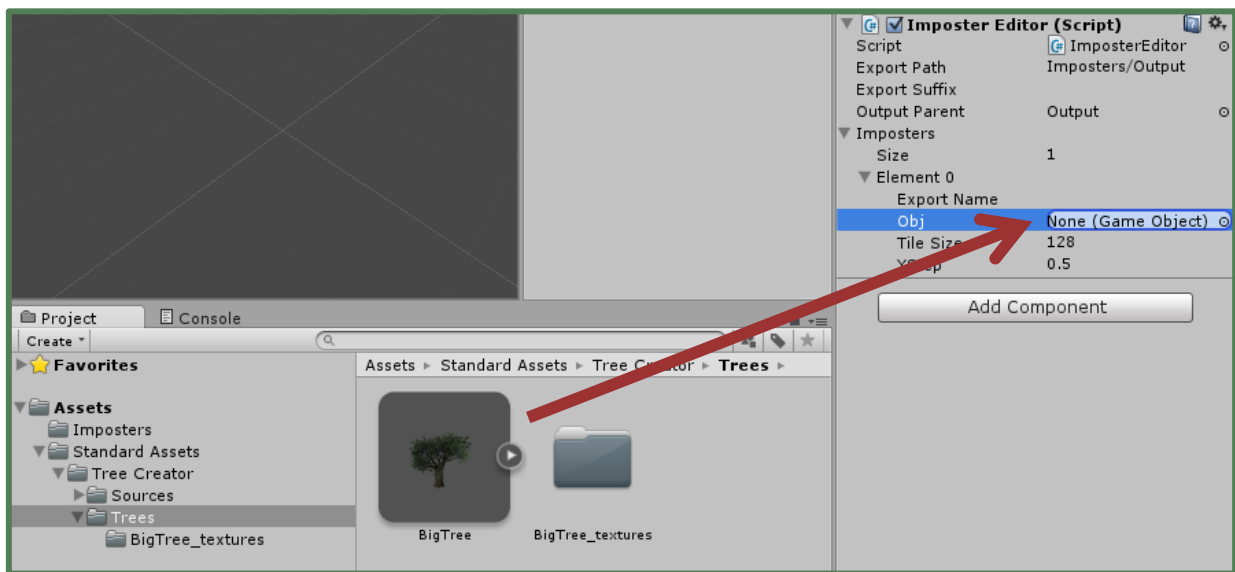 Imposter Editor (Script)
Script ImposterEditor
Export Path Imposters/Output
Export Suffix
Output Parent Output
Imposters
Size 1
Element 0
Export Name
Obj None (Game Object)
Tile Size 128
0.5
Add Component
Project Console
Create
Favorites
Assets
Imposters
Standard Assets
Tree Creator
Sources
Trees
BigTree_textures
Assets Standard Assets Tree Creator Trees
BigTree BigTree_textures